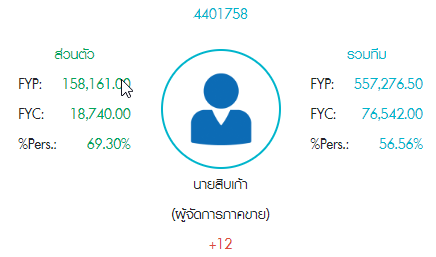 4401758
ส่วนตัว
FYP: 158,161.00
FYC: 18,740.00
%Pers.: 69.30%
รวมทีม
FYP: 557,276.50
FYC: 76,542.00
%Pers.: 56.56%
นายสิบเก้า
(ผู้จัดการภาคขาย)
+12